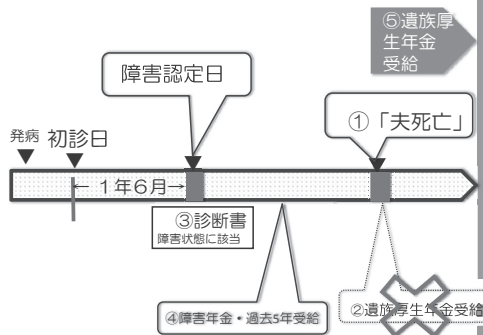 ⑤遺族厚
生年金
受給
障害認定日
①「夫死亡」
発病 初診日
←１年６月→
③診断書
障害状態に該当
④障害年金・過去5年受給
②遺族厚生年金受給